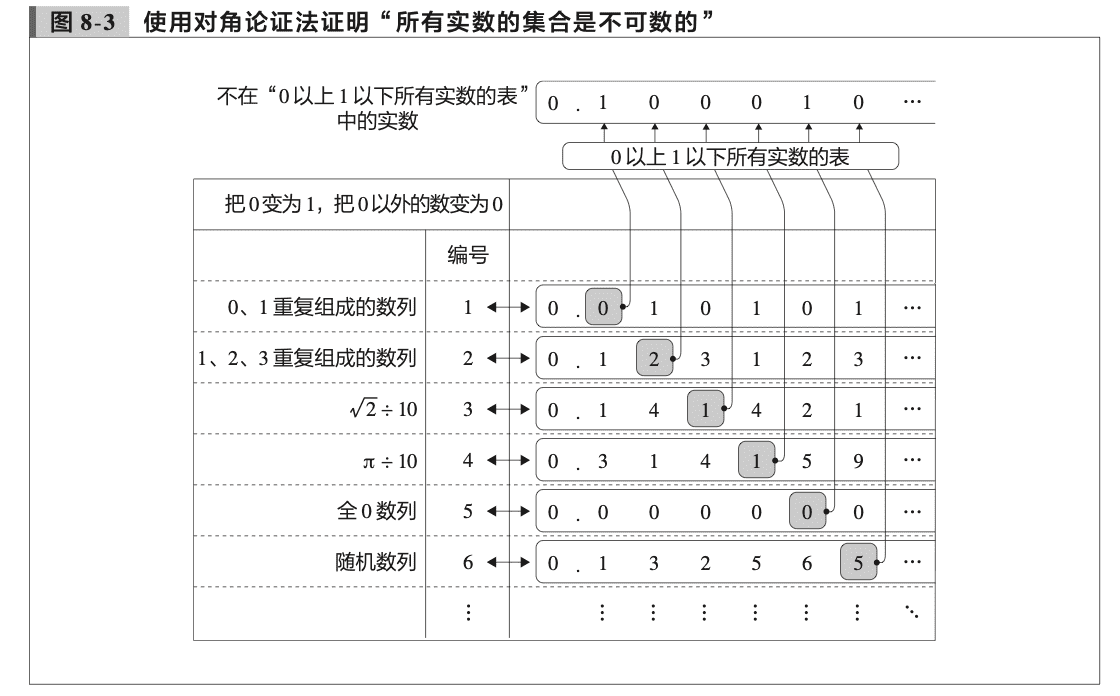 图 8-3 使用对角论证法证明“所有实数的集合是不可数的”
不在“0以上1以下所有实数的表”
中的实数
0 . 1 0 0 0 1 0 …
0以上1以下所有实数的表
把0变为1，把0以外的数变为0
编号
0、1重复组成的数列 1 0 . 0 1 0 1 0 1 …
1、2、3重复组成的数列 2 0 . 1 2 3 1 2 3 …
√2 ÷ 10 3 0 . 1 4 1 4 2 1 …
π ÷ 10 4 0 . 3 1 4 1 5 9 …
全0数列 5 0 . 0 0 0 0 0 0 …
随机数列 6 0 . 1 3 2 5 6 5 …
⋮ ⋮ ⋮ ⋮ ⋮ ⋮ ⋮ ⋱